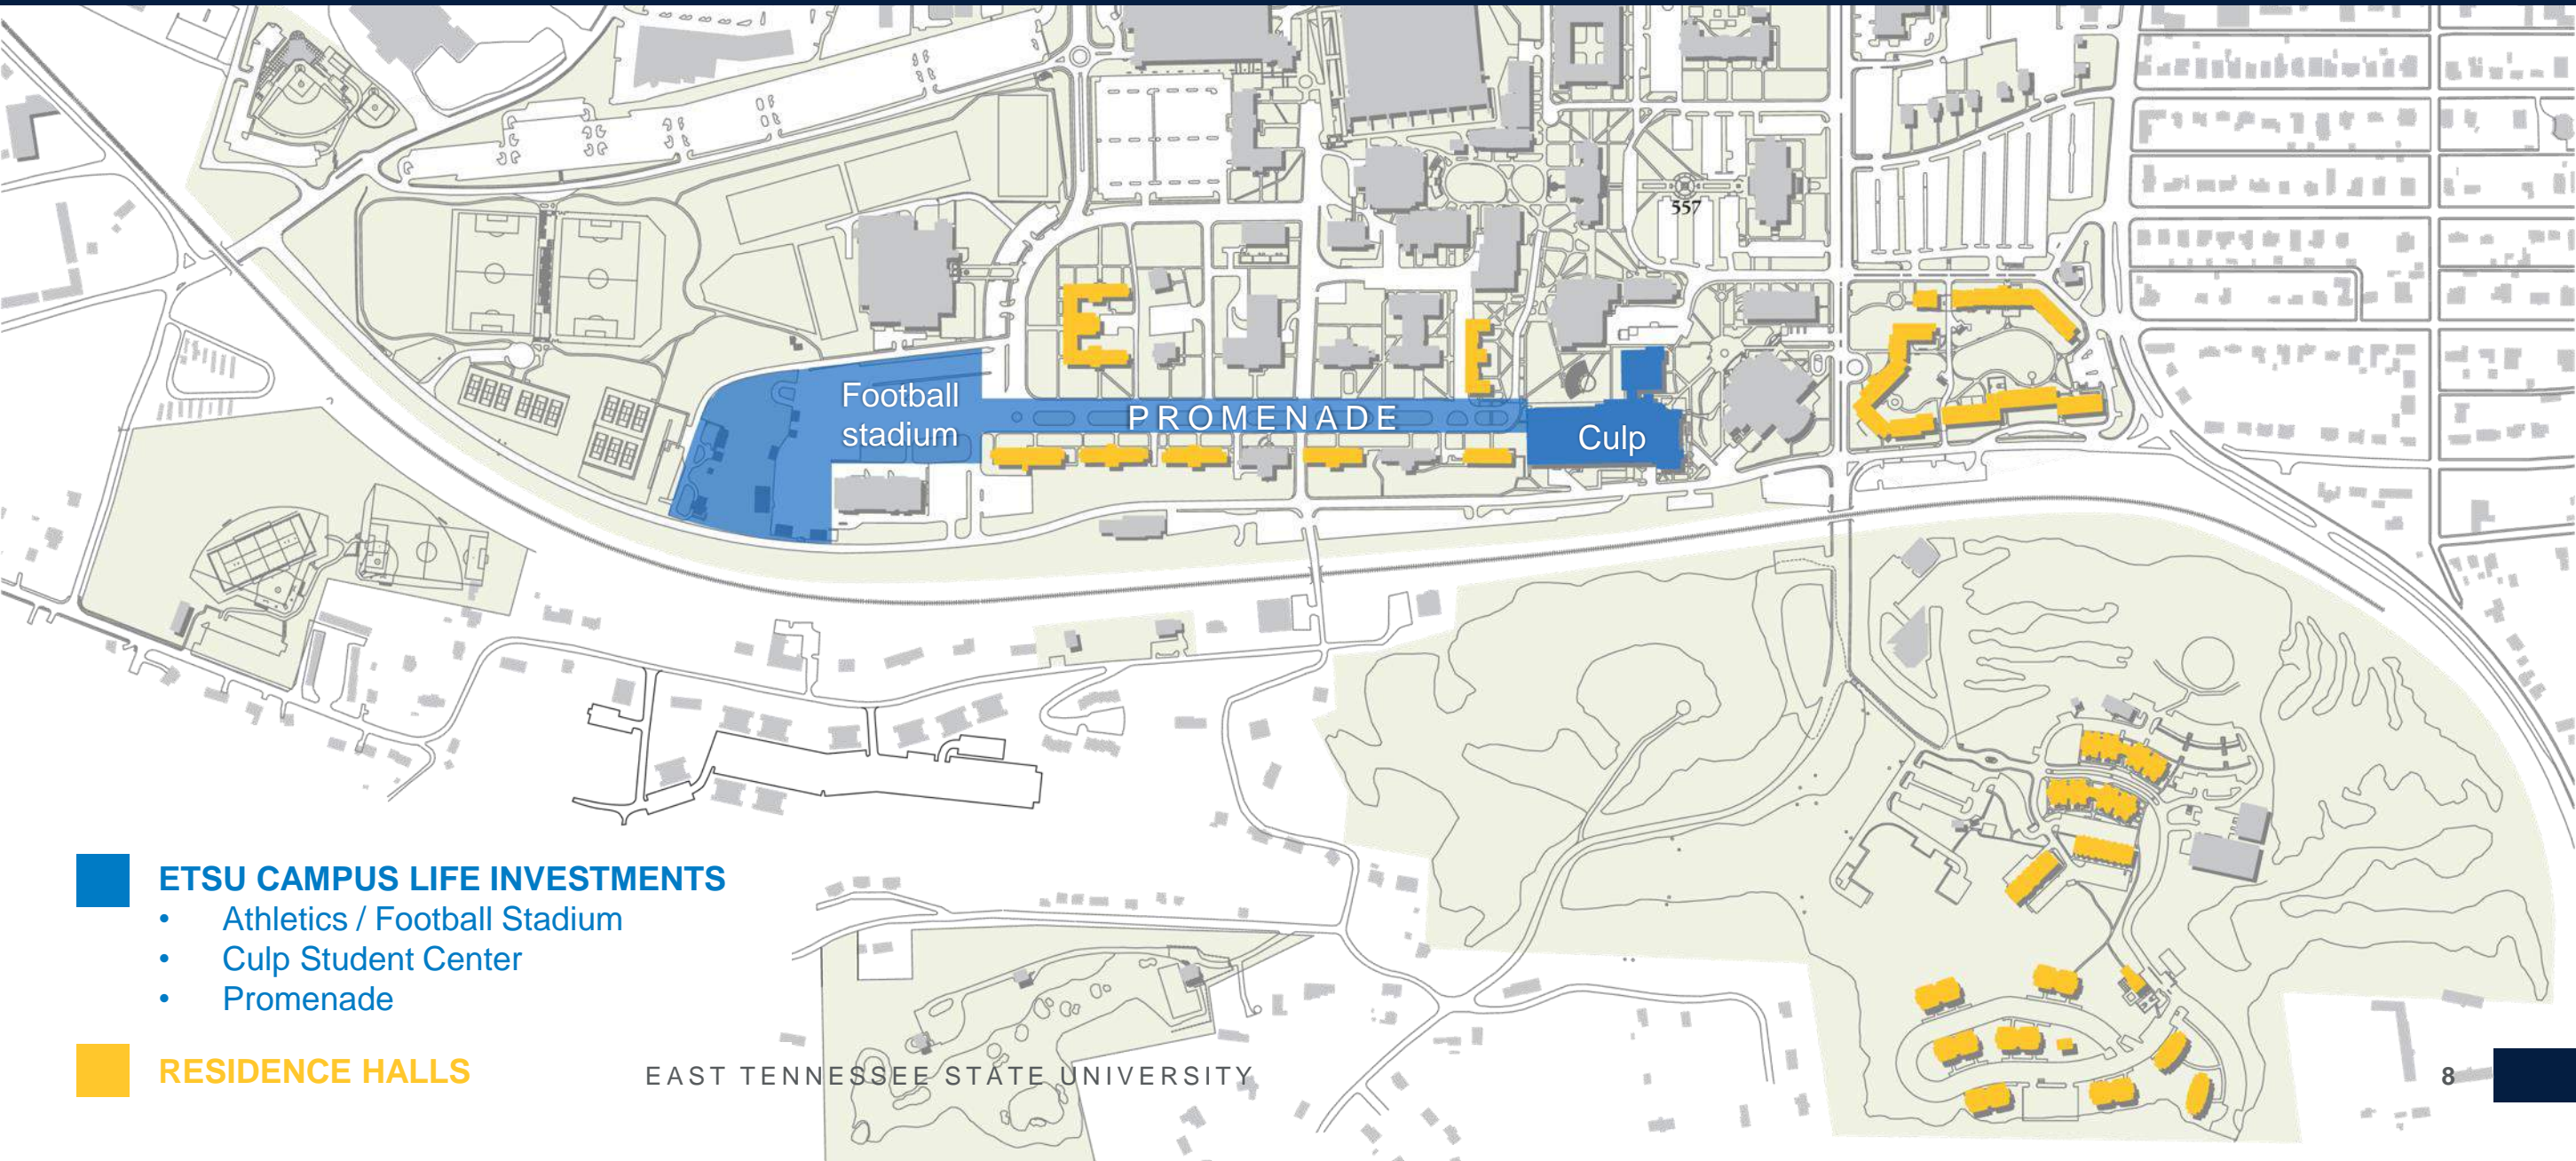 557
Football
stadium
PROMENADE
Culp
ETSU CAMPUS LIFE INVESTMENTS
• Athletics / Football Stadium
• Culp Student Center
• Promenade
RESIDENCE HALLS
EAST TENNESSEE STATE UNIVERSITY
8